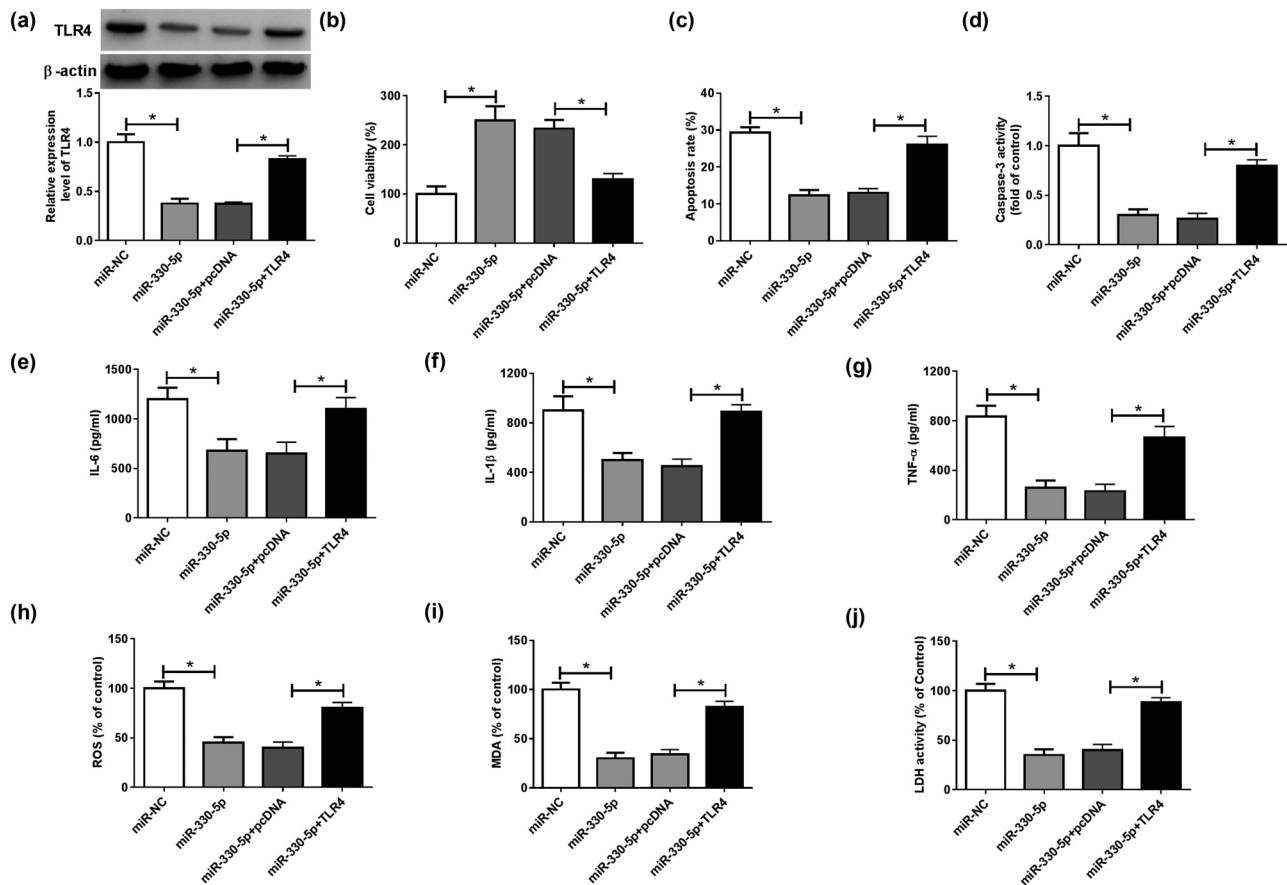 (a)
TLR4
β-actin
Relative expression
level of TLR4
1.5
1.0
0.5
0.0
*
*
miR-NC
miR-330-5p
miR-330-5p+pcDNA
miR-330-5p+TLR4
(b)
Cell viability (%)
300
200
100
0
*
*
miR-NC
miR-330-5p
miR-330-5p+pcDNA
miR-330-5p+TLR4
(c)
Apoptosis rate (%)
40
30
20
10
0
*
*
miR-NC
miR-330-5p
miR-330-5p+pcDNA
miR-330-5p+TLR4
(d)
Caspase-3 activity
(fold of control)
1.5
1.0
0.5
0.0
*
*
miR-NC
miR-330-5p
miR-330-5p+pcDNA
miR-330-5p+TLR4
(e)
IL-6 (pg/ml)
1500
1000
500
0
*
*
miR-NC
miR-330-5p
miR-330-5p+pcDNA
miR-330-5p+TLR4
(f)
IL-1β (pg/ml)
1200
800
400
0
*
*
miR-NC
miR-330-5p
miR-330-5p+pcDNA
miR-330-5p+TLR4
(g)
TNF-α (pg/ml)
1200
800
400
0
*
*
miR-NC
miR-330-5p
miR-330-5p+pcDNA
miR-330-5p+TLR4
(h)
ROS (% of control)
150
100
50
0
*
*
miR-NC
miR-330-5p
miR-330-5p+pcDNA
miR-330-5p+TLR4
(i)
MDA (% of control)
150
100
50
0
*
*
miR-NC
miR-330-5p
miR-330-5p+pcDNA
miR-330-5p+TLR4
(j)
LDH activity (% of Control)
150
100
50
0
*
*
miR-NC
miR-330-5p
miR-330-5p+pcDNA
miR-330-5p+TLR4